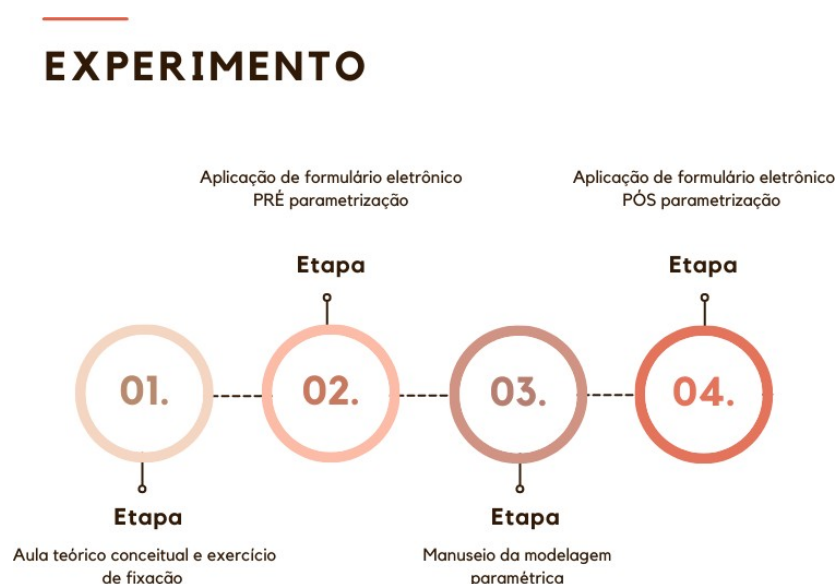 EXPERIMENTO
Aplicação de formulário eletrônico
PRÉ parametrização
Aplicação de formulário eletrônico
PÓS parametrização
Etapa
Etapa
01.
02.
03.
04.
Etapa
Etapa
Aula teórico conceitual e exercício
de fixação
Manuseio da modelagem
paramétrica